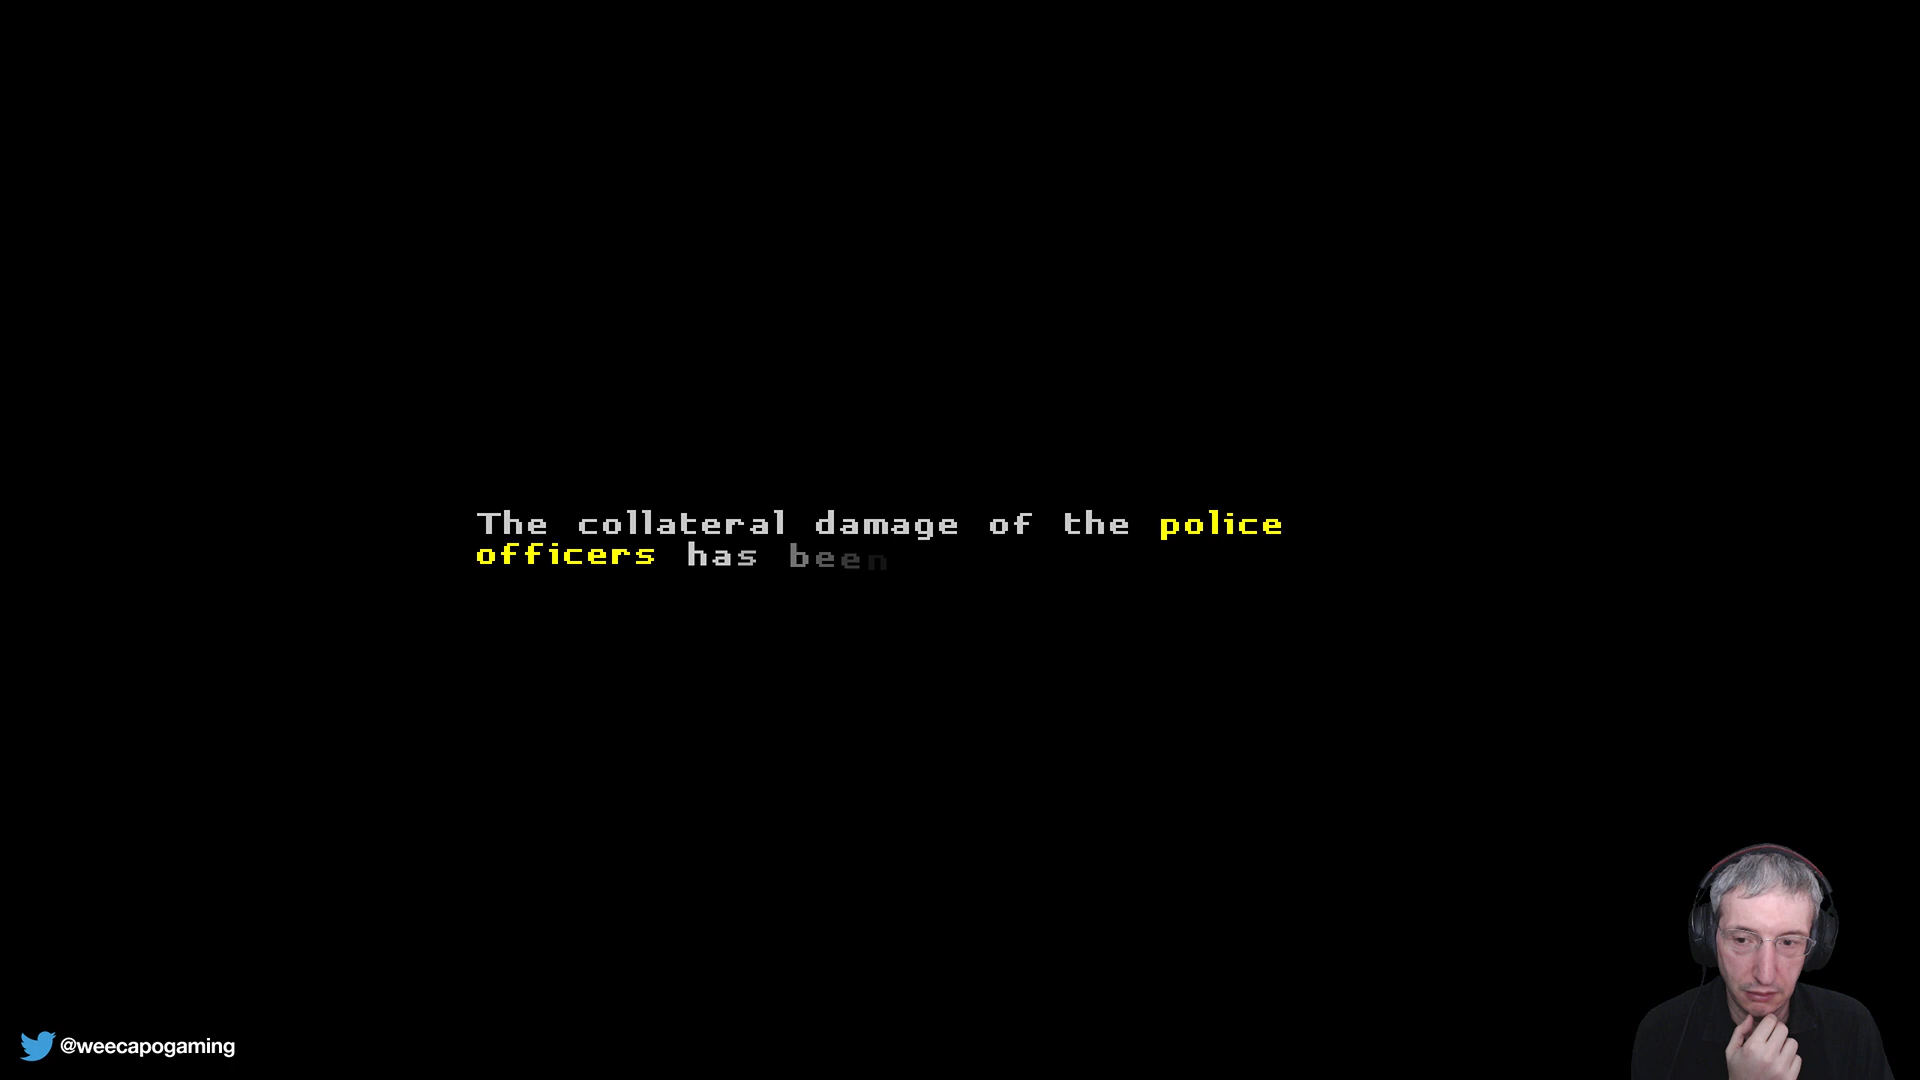 The collateral damage of the police
officers has been
@weecapogaming